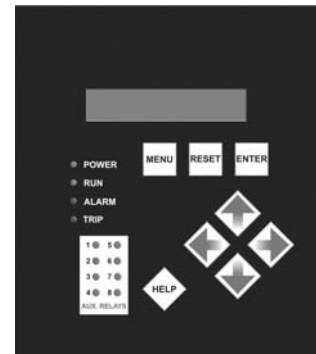 MENU RESET ENTER
POWER
RUN
ALARM
TRIP
1 5
2 6
3 7
4 8
AUX. RELAYS
HELP